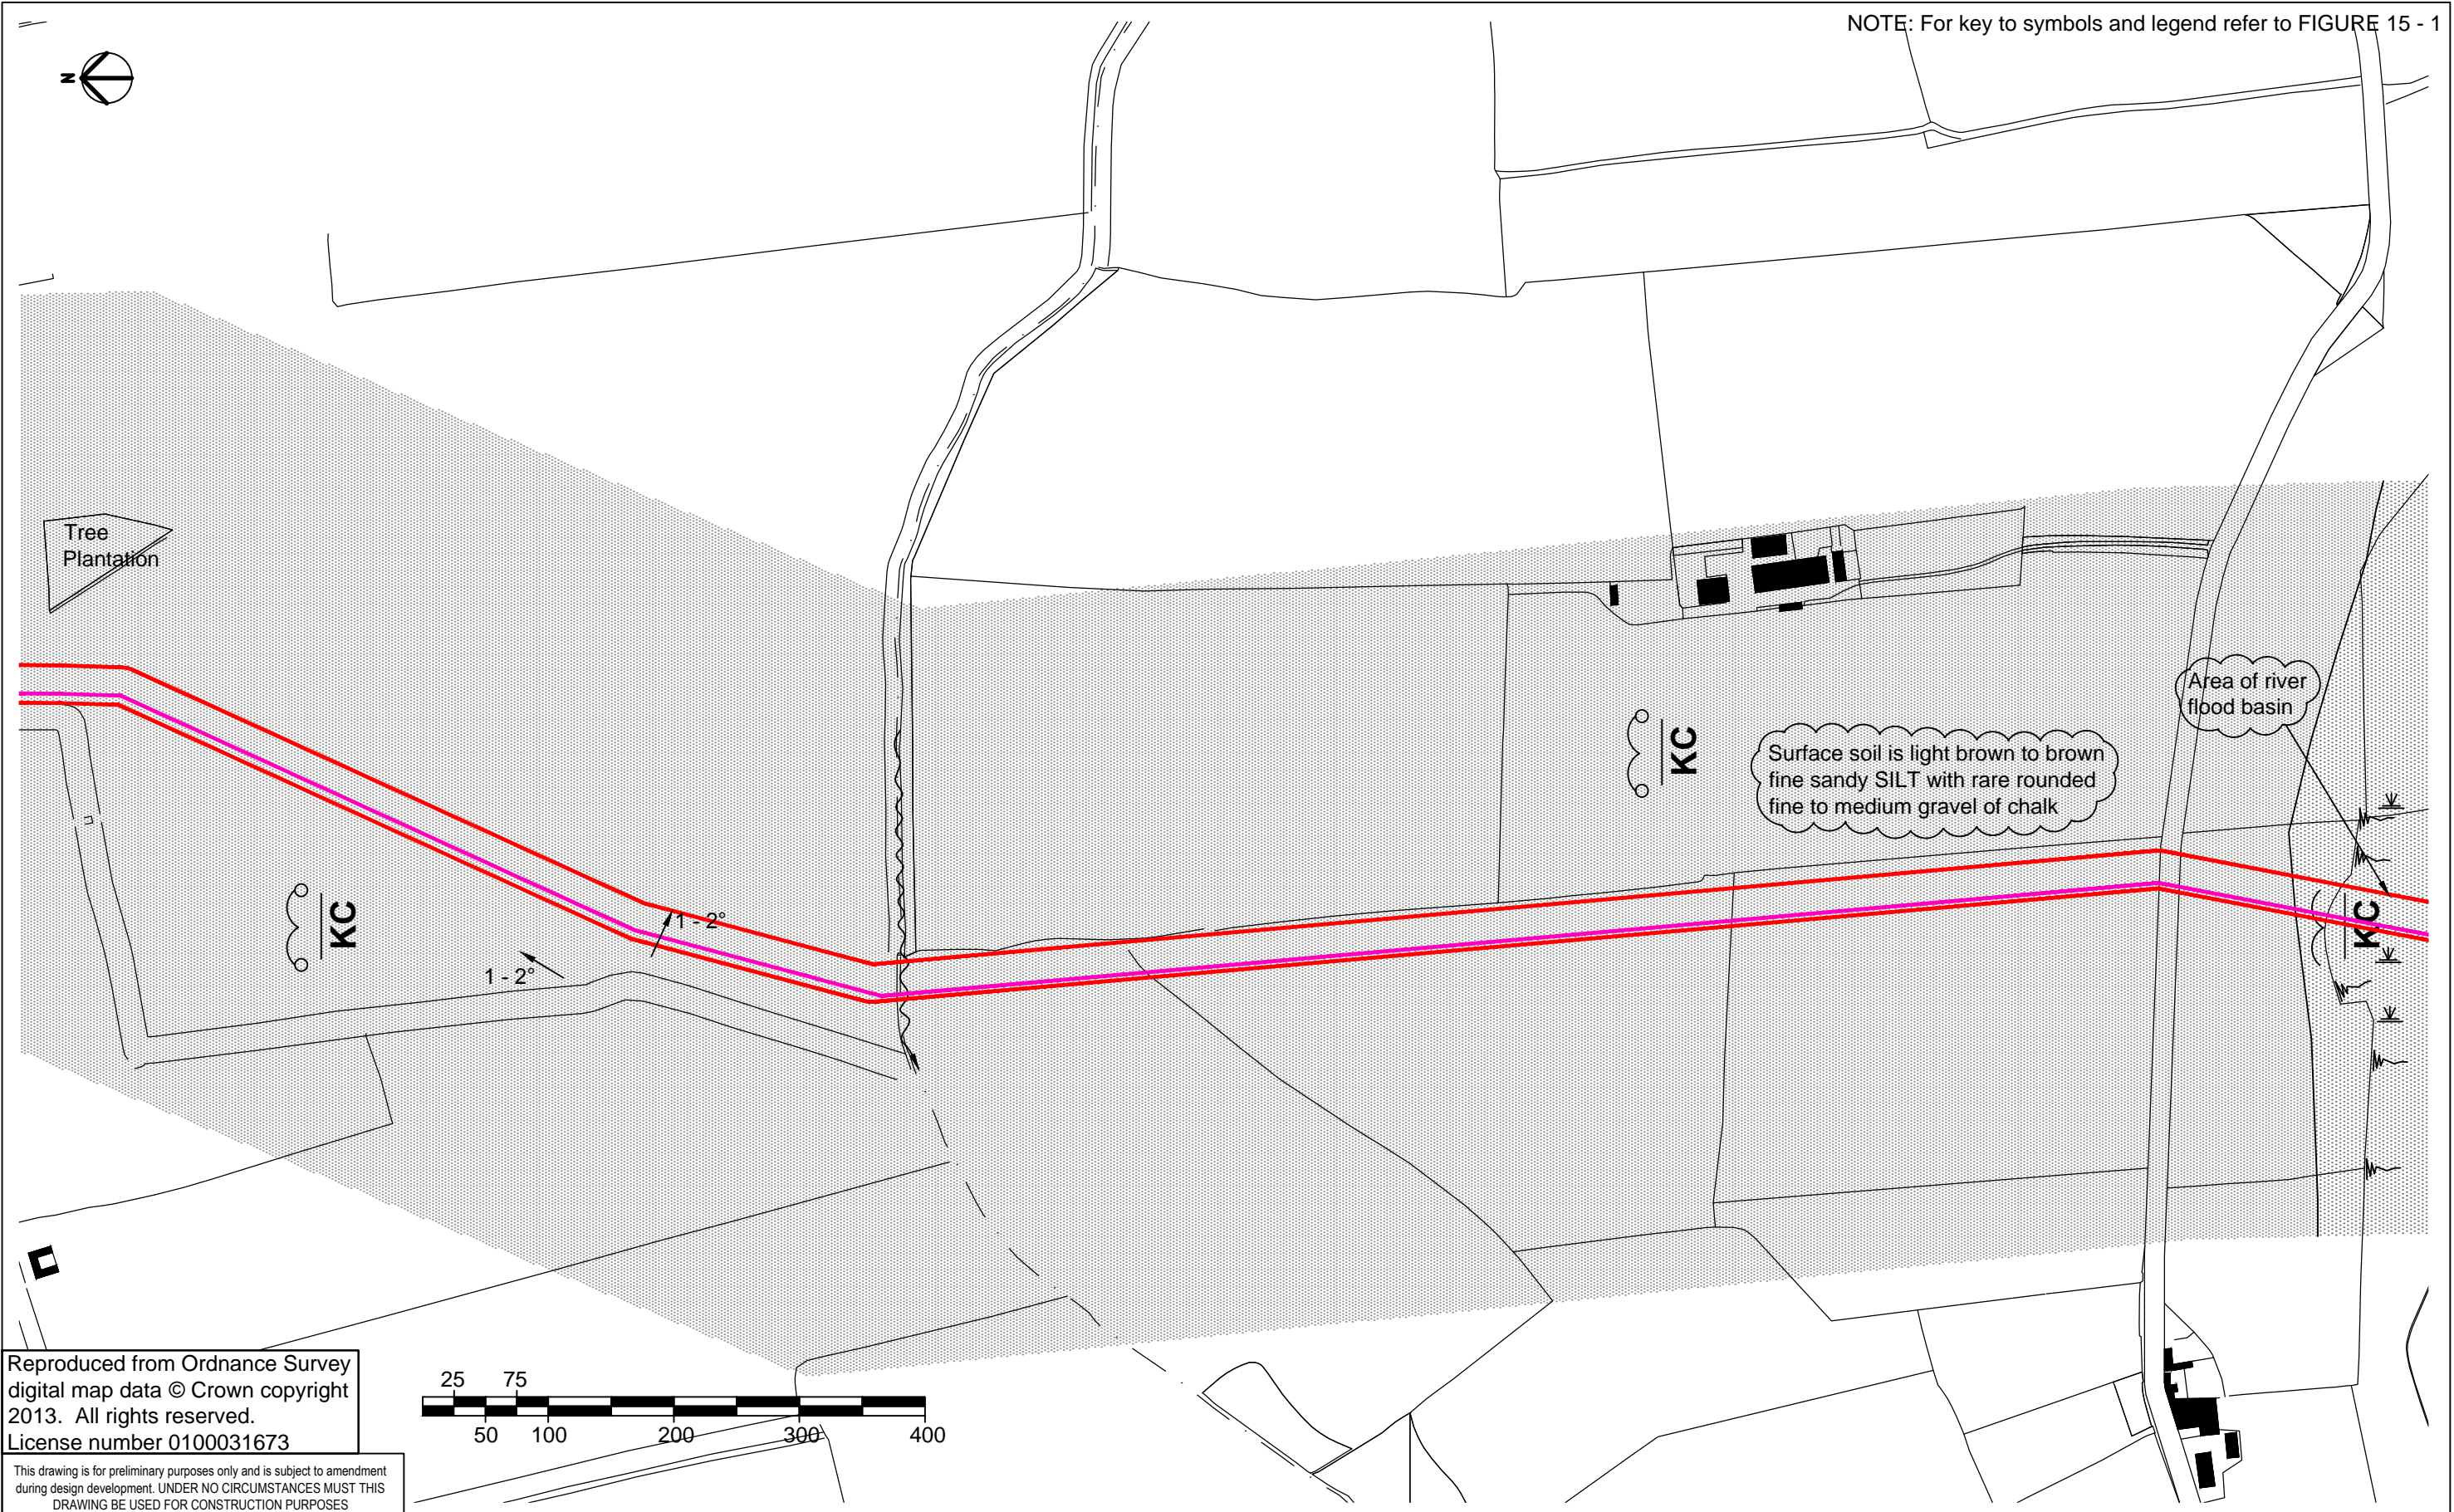 NOTE: For key to symbols and legend refer to FIGURE 15 - 1
N
Tree
Plantation
Area of river
flood basin
KC
Surface soil is light brown to brown
fine sandy SILT with rare rounded
fine to medium gravel of chalk
KC
1 - 2°
KC
1 - 2°
KC
Reproduced from Ordnance Survey
digital map data © Crown copyright
2013. All rights reserved.
License number 0100031673
25 75
50 100 200 300 400
This drawing is for preliminary purposes only and is subject to amendment
during design development. UNDER NO CIRCUMSTANCES MUST THIS
DRAWING BE USED FOR CONSTRUCTION PURPOSES